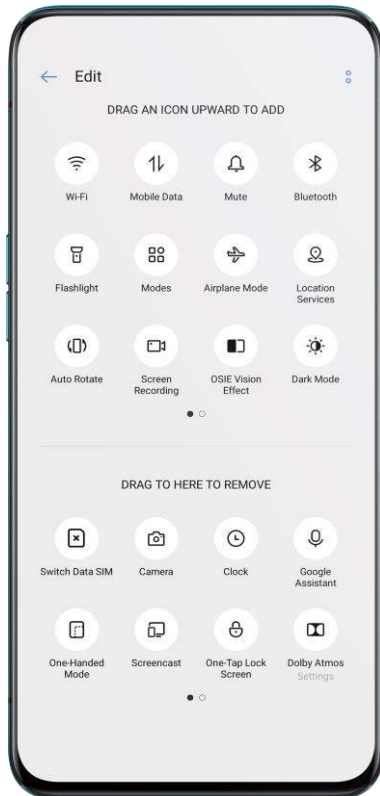 Edit
DRAG AN ICON UPWARD TO ADD
Wi-Fi
Mobile Data
Mute
Bluetooth
Flashlight
Modes
Airplane Mode
Location
Services
Auto Rotate
Screen
Recording
OSIE Vision
Effect
Dark Mode
DRAG TO HERE TO REMOVE
Switch Data SIM
Camera
Clock
Google
Assistant
One-Handed
Mode
Screencast
One-Tap Lock
Screen
Dolby Atmos
Settings